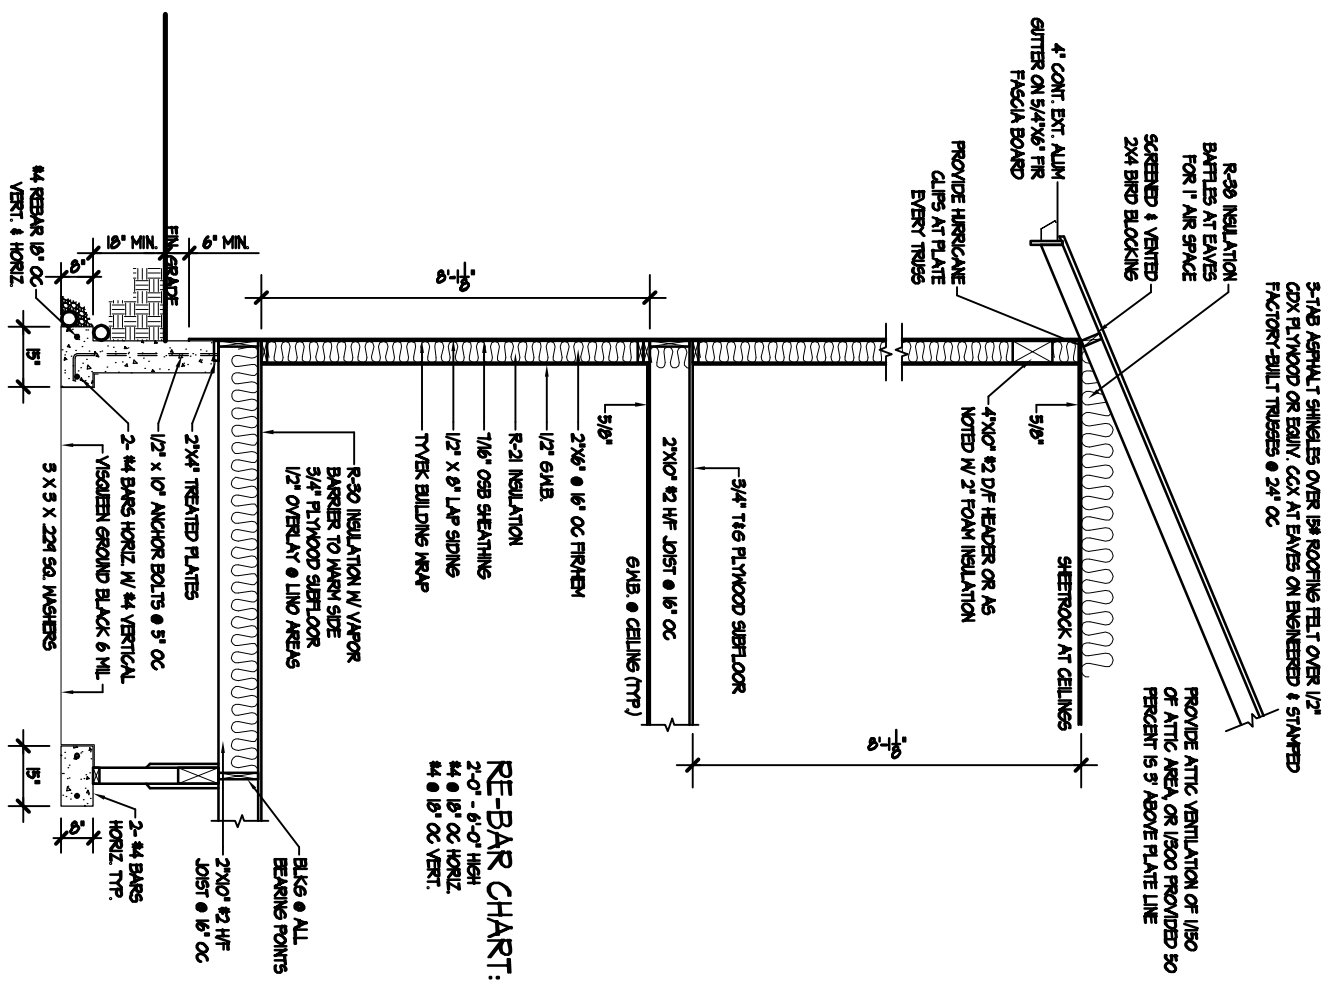 3-TAB ASPHALT SHINGLES OVER 15# ROOFING FELT OVER 1/2"
CDX PLYWOOD OR EQUIV. CCX AT EAVES ON ENGINEERED & STAMPED
FACTORY-BUILT TRUSSES @ 24" OC
R-38 INSULATION
BAFFLES AT EAVES
FOR 1" AIR SPACE
SCREENED & VENTED
2X4 BIRD BLOCKING
4" CONT. EXT. ALUM
GUTTER ON 5/4"X6" FIR
FASCIA BOARD
PROVIDE HURRICANE
CLIPS AT PLATE
EVERY TRUSS
PROVIDE ATTIC VENTILATION OF 1/150
OF ATTIC AREA, OR 1/300 PROVIDED 50
PERCENT IS 3' ABOVE PLATE LINE
5/8"
SHEETROCK AT CEILINGS
4"X10" #2 D/F HEADER OR AS
NOTED W/ 2" FOAM INSULATION
8'-1 1/8"
3/4" T&G PLYWOOD SUBFLOOR
2"X10" #2 H/F JOIST @ 16" OC
5/8"
G.W.B. @ CEILING (TYP.)
2"X6" @ 16" OC FIR/HEM
1/2" G.W.B.
R-21 INSULATION
7/16" OSB SHEATHING
1/2" X 8" LAP SIDING
TYVEK BUILDING WRAP
8'-1 1/8"
RE-BAR CHART:
2'-0" - 6'-0" HIGH
#4 @ 18" OC HORIZ.
#4 @ 18" OC VERT.
R-30 INSULATION W/ VAPOR
BARRIER TO WARM SIDE
3/4" PLYWOOD SUBFLOOR
1/2" OVERLAY @ LINO AREAS
BLKG @ ALL
BEARING POINTS
2"X10" #2 H/F
JOIST @ 16" OC
6" MIN.
FIN. GRADE
18" MIN.
8"
2"X4" TREATED PLATES
1/2" X 10" ANCHOR BOLTS @ 5" OC
2- #4 BARS HORIZ. W/ #4 VERTICAL
VISQUEEN GROUND BLACK 6 MIL
3 X 3 X .229 SQ. WASHERS
2- #4 BARS
HORIZ. TYP.
8"
#4 REBAR 18" OC
VERT. & HORIZ.
15"
15"